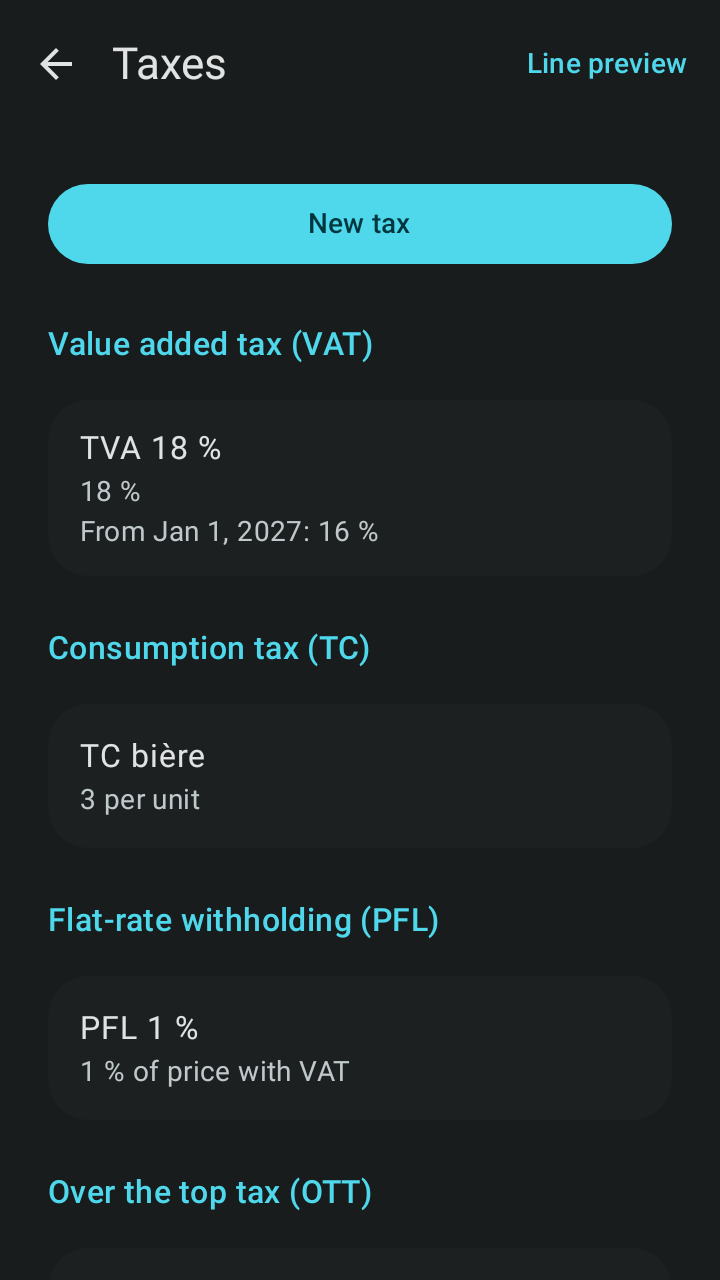 Taxes
Line preview
New tax
Value added tax (VAT)
TVA 18 %
18 %
From Jan 1, 2027: 16 %
Consumption tax (TC)
TC bière
3 per unit
Flat-rate withholding (PFL)
PFL 1 %
1 % of price with VAT
Over the top tax (OTT)